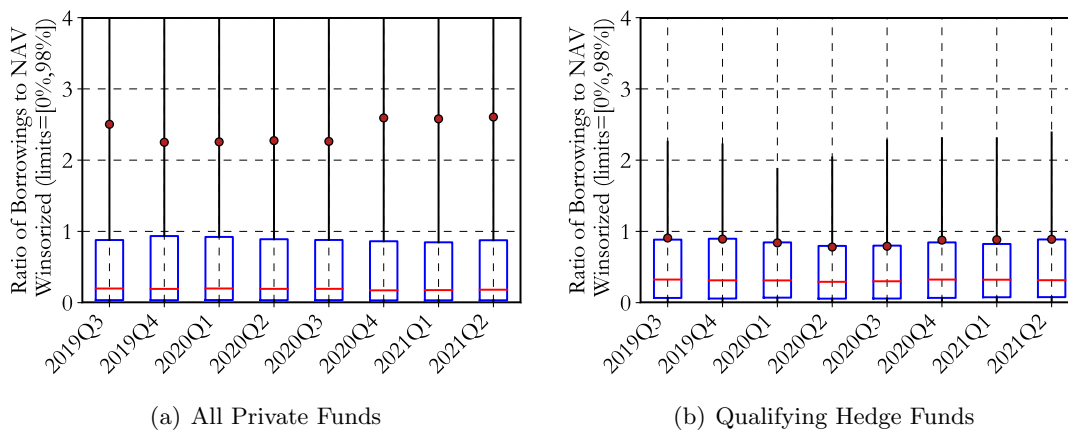 Ratio of Borrowings to NAV
Winsorized (limits=[0%,98%])
4
3
2
1
0
2019Q3
2019Q4
2020Q1
2020Q2
2020Q3
2020Q4
2021Q1
2021Q2
(a) All Private Funds
Ratio of Borrowings to NAV
Winsorized (limits=[0%,98%])
4
3
2
1
0
2019Q3
2019Q4
2020Q1
2020Q2
2020Q3
2020Q4
2021Q1
2021Q2
(b) Qualifying Hedge Funds